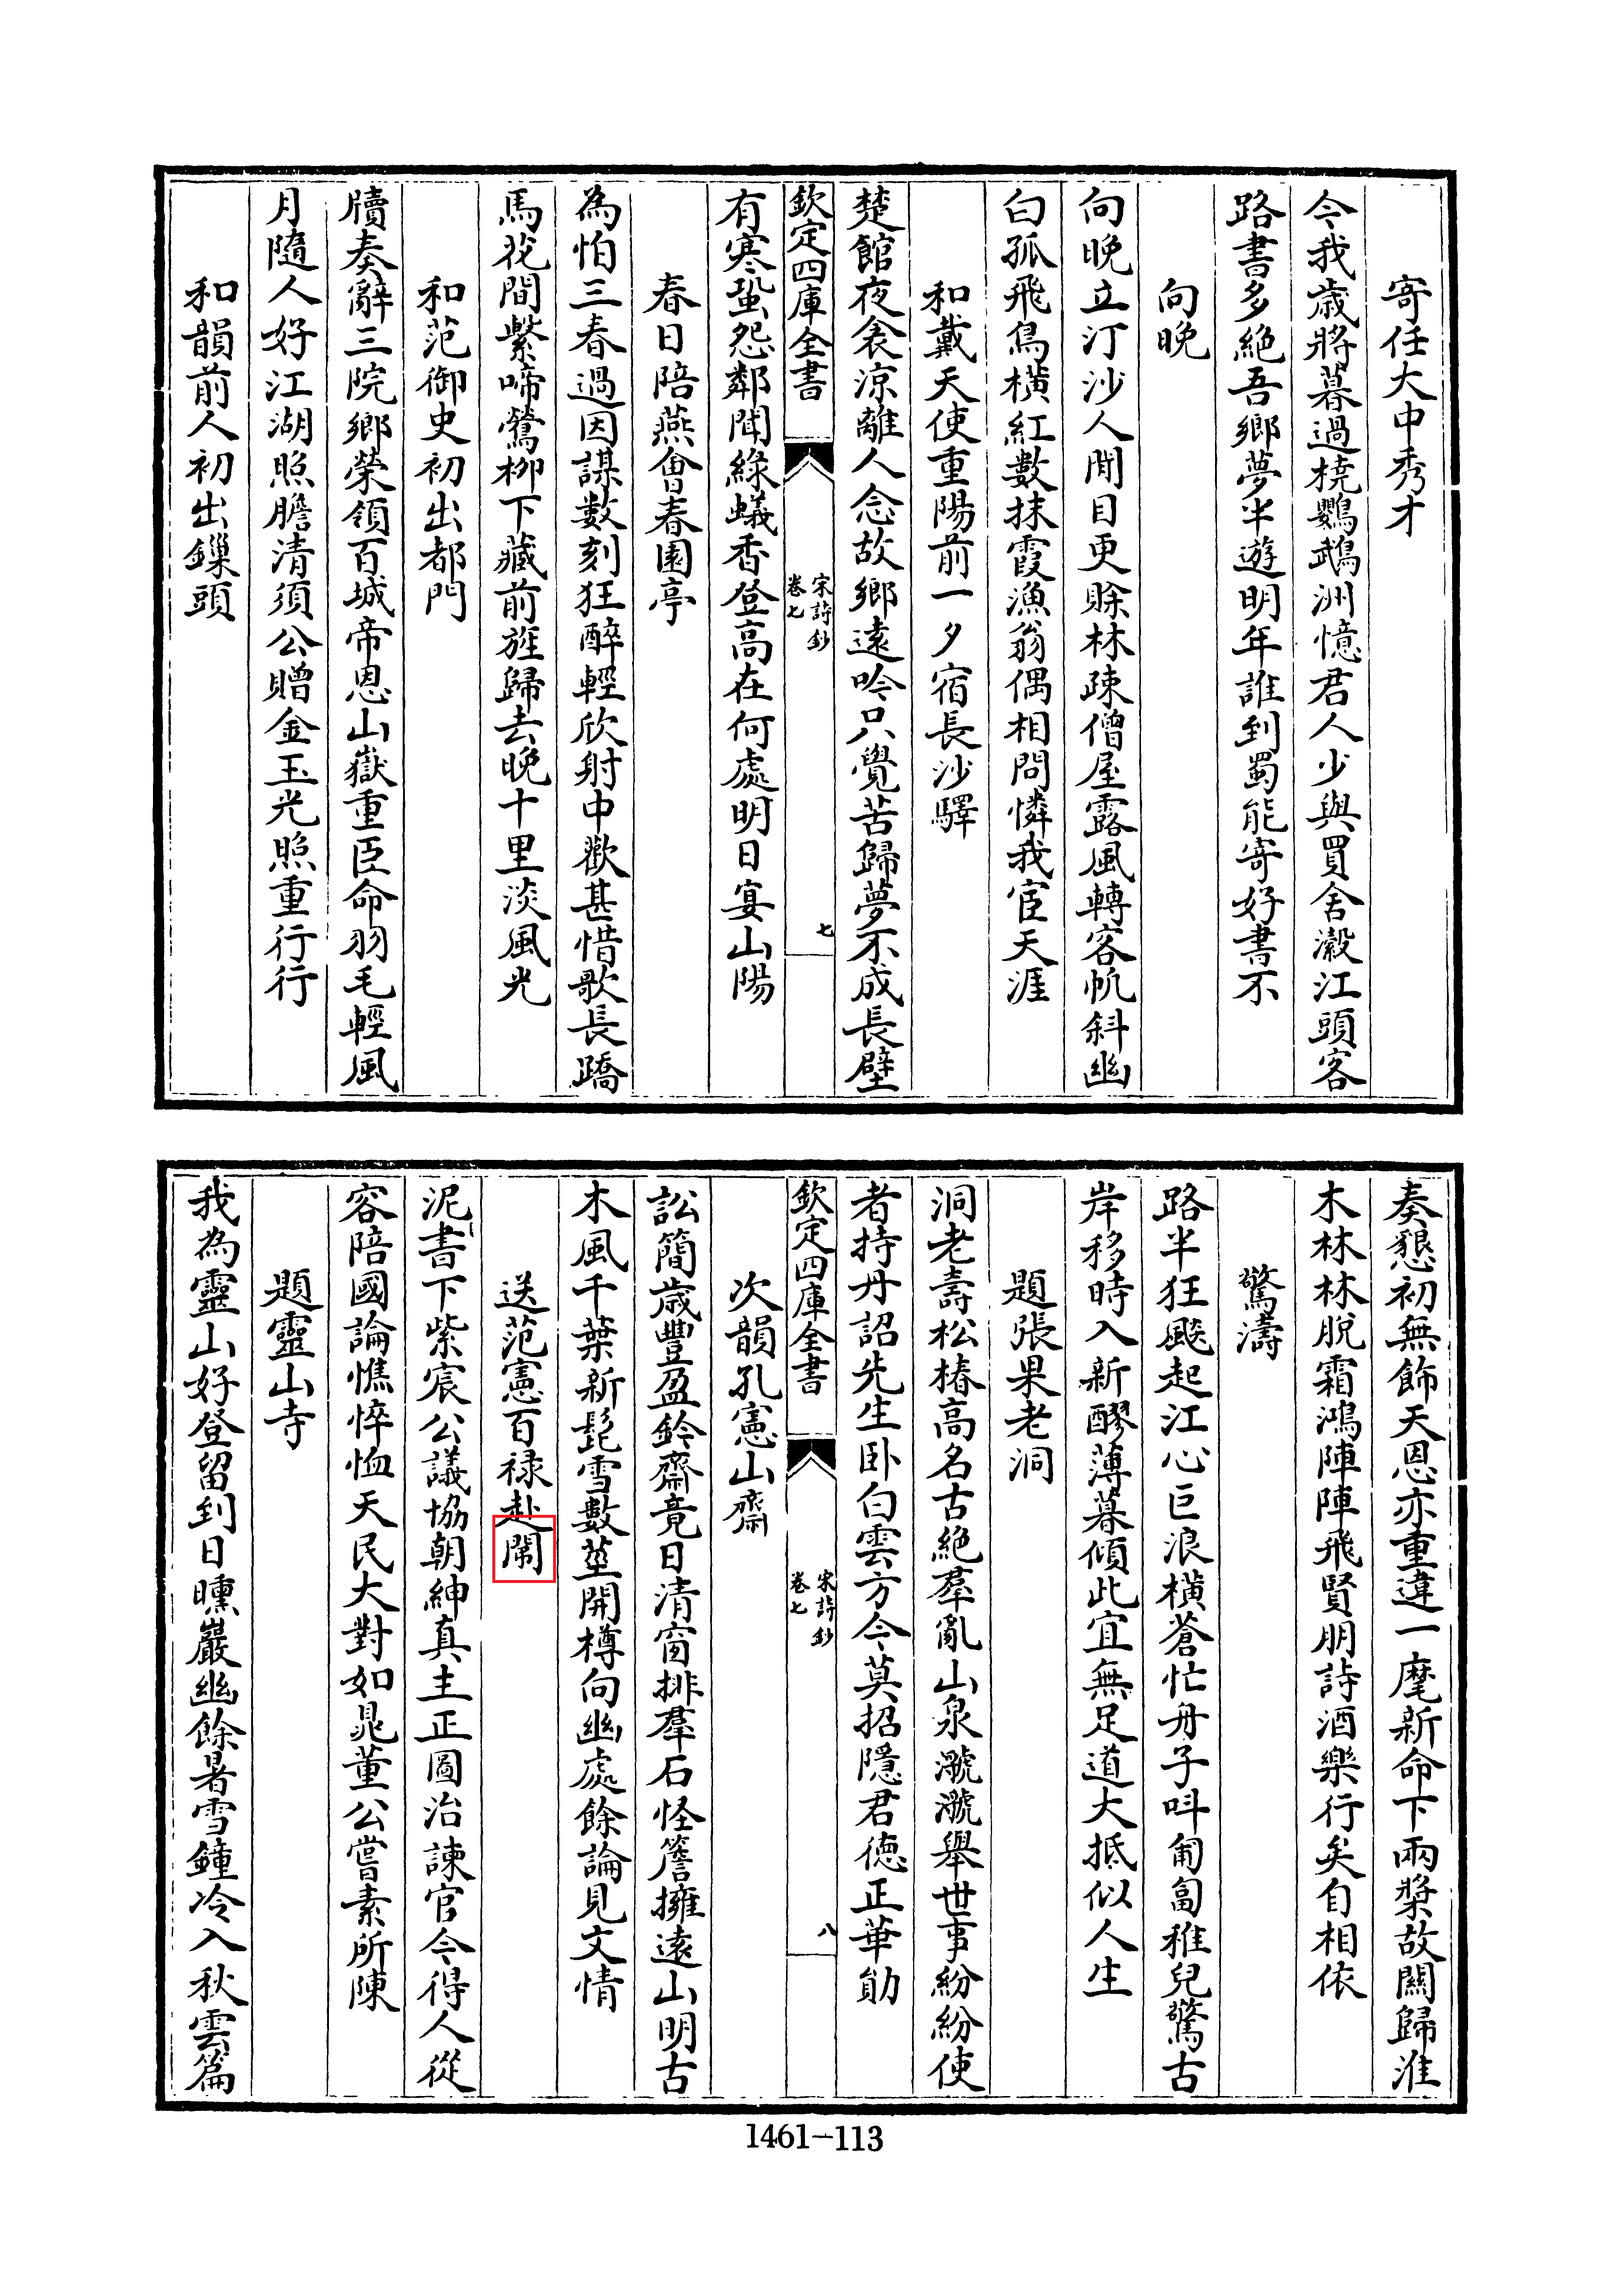 寄任大中秀才
今我歳將暮過橈鸚鵡洲憶君人少與買舍瀫江頭客
路書多絶吾鄉夢半遊明年誰到蜀能寄好書不
向晚
向晚立汀沙人閒目更賖林疎僧屋露風轉客帆斜幽
白孤飛鳥橫紅數抹霞漁翁偶相問憐我宦天涯
和戴天使重陽前一夕宿長沙驛
楚館夜衾涼離人念故鄉遠吟只覺苦歸夢不成長壁
欽定四庫全書
宋詩鈔
卷七
七
有寒蛩怨鄰聞綠蟻香登高在何處明日宴山陽
春日陪燕會春園亭
為怕三春過因謀數刻狂醉輕欣射中歡甚惜歌長蹻
馬花間繫啼鶯栁下藏前旌歸去晚十里淡風光
和范御史初出都門
牘奏辭三院鄉榮領百城帝恩山嶽重臣命羽毛輕風
月隨人好江湖照膽清須公贈金玉光照重行行
和韻前人初出鏁頭
奏懇初無飾天恩亦重違一麾新命下兩槳故闗歸淮
木林林脫霜鴻陣陣飛賢朋詩酒樂行矣自相依
驚濤
路半狂颷起江心巨浪橫蒼忙舟子呌匍匐稚兒驚古
岸移時入新醪薄暮傾此宜無足道大抵似人生
題張果老洞
洞老壽松椿高名古絶羣亂山泉㶁㶁舉世事紛紛使
者持丹詔先生卧白雲方今莫招隱君德正華勛
欽定四庫全書
宋詩鈔
卷七
八
次韻孔憲山齋
訟簡歳豐盈鈴齋竟日清窗排羣石怪簷擁遠山明古
木風千葉新髭雪數莖開樽向幽處餘論見文情
送范憲百禄赴闕
泥書下紫宸公議協朝紳真主正圖治諫官今得人從
容陪國論憔悴恤天民大對如晁董公嘗素所陳
題靈山寺
我為靈山好登留到日曛巖幽餘暑雪鐘冷入秋雲篇
1461-113